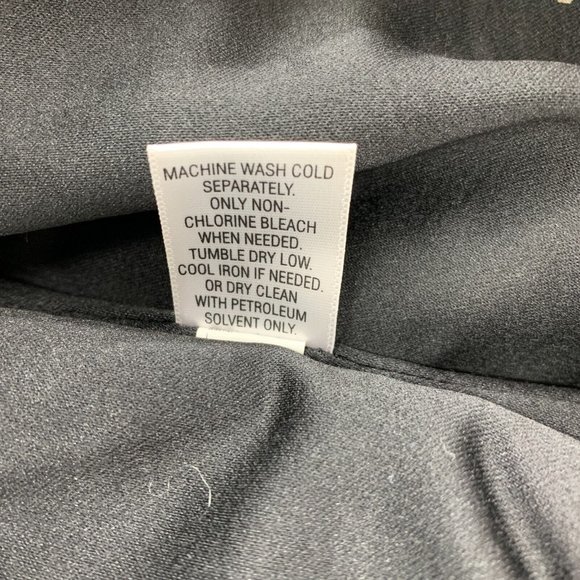 MACHINE WASH COLD
SEPARATELY.
ONLY NON-
CHLORINE BLEACH
WHEN NEEDED.
TUMBLE DRY LOW.
COOL IRON IF NEEDED.
OR DRY CLEAN
WITH PETROLEUM
SOLVENT ONLY.